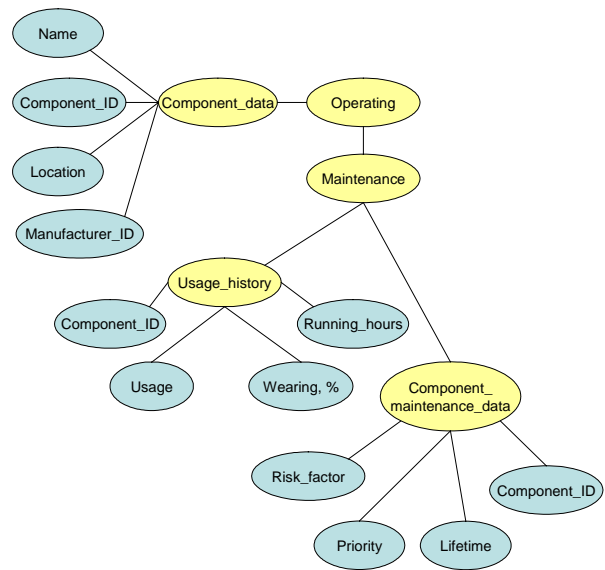 Name
Component_ID
Component_data
Operating
Location
Maintenance
Manufacturer_ID
Usage_history
Component_ID
Running_hours
Usage
Wearing, %
Component_
maintenance_data
Risk_factor
Component_ID
Priority
Lifetime